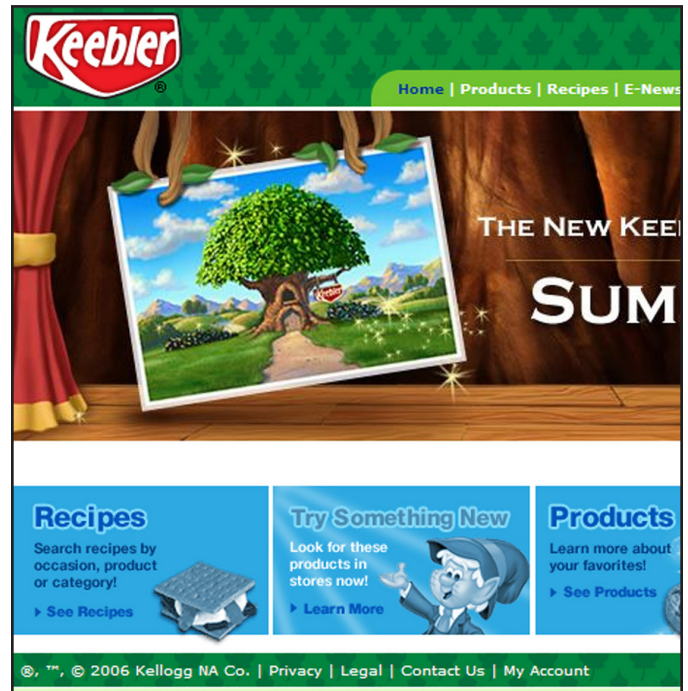 Keebler
®
Home | Products | Recipes | E-News
Keebler
THE NEW KEE
SUM
Recipes
Search recipes by
occasion, product
or category!
See Recipes
Try Something New
Look for these
products in
stores now!
Learn More
Products
Learn more about
your favorites!
See Products
®, ™, © 2006 Kellogg NA Co. | Privacy | Legal | Contact Us | My Account